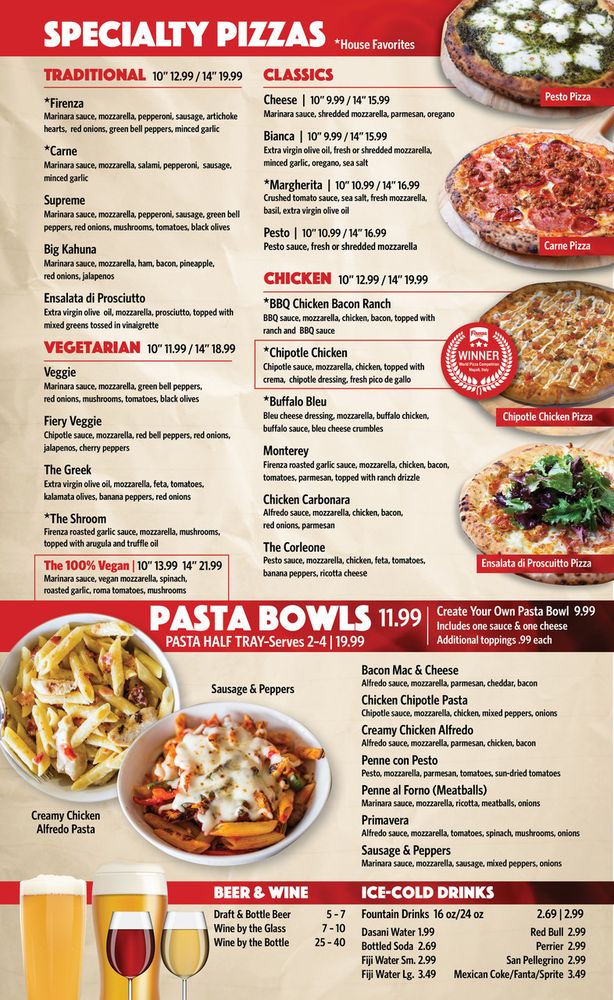 SPECIALTY PIZZAS *House Favorites
TRADITIONAL 10" 12.99 / 14" 19.99
*Firenza
Marinara sauce, mozzarella, pepperoni, sausage, artichoke
hearts, red onions, green bell peppers, minced garlic
*Carne
Marinara sauce, mozzarella, salami, pepperoni, sausage,
minced garlic
Supreme
Marinara sauce, mozzarella, pepperoni, sausage, green bell
peppers, red onions, mushrooms, tomatoes, black olives
Big Kahuna
Marinara sauce, mozzarella, ham, bacon, pineapple,
red onions, jalapenos
Ensalata di Prosciutto
Extra virgin olive oil, mozzarella, prosciutto, topped with
mixed greens tossed in vinaigrette
VEGETARIAN 10" 11.99 / 14" 18.99
Veggie
Marinara sauce, mozzarella, green bell peppers,
red onions, mushrooms, tomatoes, black olives
Fiery Veggie
Chipotle sauce, mozzarella, red bell peppers, red onions,
jalapenos, cherry peppers
The Greek
Extra virgin olive oil, mozzarella, feta, tomatoes,
kalamata olives, banana peppers, red onions
*The Shroom
Firenza roasted garlic sauce, mozzarella, mushrooms,
topped with arugula and truffle oil
The 100% Vegan | 10" 13.99 14" 21.99
Marinara sauce, vegan mozzarella, spinach,
roasted garlic, roma tomatoes, mushrooms
CLASSICS
Cheese | 10" 9.99 / 14" 15.99
Marinara sauce, shredded mozzarella, parmesan, oregano
Bianca | 10" 9.99 / 14" 15.99
Extra virgin olive oil, fresh or shredded mozzarella,
minced garlic, oregano, sea salt
*Margherita | 10" 10.99 / 14" 16.99
Crushed tomato sauce, sea salt, fresh mozzarella,
basil, extra virgin olive oil
Pesto | 10" 10.99 / 14" 16.99
Pesto sauce, fresh or shredded mozzarella
CHICKEN 10" 12.99 / 14" 19.99
*BBQ Chicken Bacon Ranch
BBQ sauce, mozzarella, chicken, bacon, topped with
ranch and BBQ sauce
*Chipotle Chicken
Chipotle sauce, mozzarella, chicken, topped with
crema, chipotle dressing, fresh pico de gallo
*Buffalo Bleu
Bleu cheese dressing, mozzarella, buffalo chicken,
buffalo sauce, bleu cheese crumbles
Monterey
Firenza roasted garlic sauce, mozzarella, chicken, bacon,
tomatoes, parmesan, topped with ranch drizzle
Chicken Carbonara
Alfredo sauce, mozzarella, chicken, bacon,
red onions, parmesan
The Corleone
Pesto sauce, mozzarella, chicken, feta, tomatoes,
banana peppers, ricotta cheese
Pesto Pizza
Carne Pizza
Firenza
WINNER
World Pizza Competition
Napoli, Italy
Chipotle Chicken Pizza
Ensalata di Proscuitto Pizza
PASTA BOWLS 11.99
PASTA HALF TRAY-Serves 2-4 | 19.99
Create Your Own Pasta Bowl 9.99
Includes one sauce & one cheese
Additional toppings .99 each
Sausage & Peppers
Creamy Chicken
Alfredo Pasta
Bacon Mac & Cheese
Alfredo sauce, mozzarella, parmesan, cheddar, bacon
Chicken Chipotle Pasta
Chipotle sauce, mozzarella, chicken, mixed peppers, onions
Creamy Chicken Alfredo
Alfredo sauce, mozzarella, parmesan, chicken, bacon
Penne con Pesto
Pesto, mozzarella, parmesan, tomatoes, sun-dried tomatoes
Penne al Forno (Meatballs)
Marinara sauce, mozzarella, ricotta, meatballs, onions
Primavera
Alfredo sauce, mozzarella, tomatoes, spinach, mushrooms, onions
Sausage & Peppers
Marinara sauce, mozzarella, sausage, mixed peppers, onions
BEER & WINE
Draft & Bottle Beer 5 - 7
Wine by the Glass 7 - 10
Wine by the Bottle 25 - 40
ICE-COLD DRINKS
Fountain Drinks 16 oz/24 oz 2.69 | 2.99
Dasani Water 1.99 Red Bull 2.99
Bottled Soda 2.69 Perrier 2.99
Fiji Water Sm. 2.99 San Pellegrino 2.99
Fiji Water Lg. 3.49 Mexican Coke/Fanta/Sprite 3.49